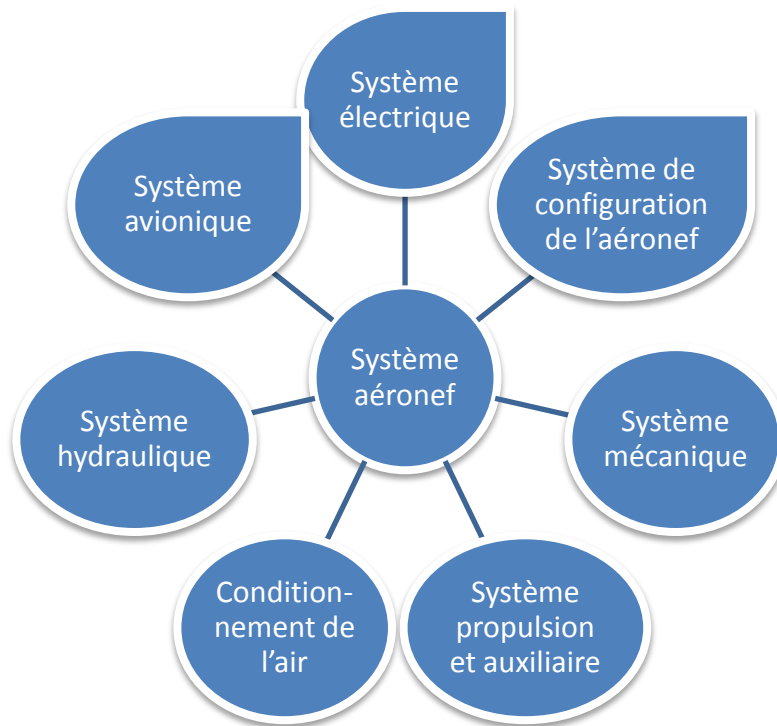 Système
électrique
Système
avionique
Système de
configuration
de l’aéronef
Système
aéronef
Système
hydraulique
Système
mécanique
Condition-
nement de
l’air
Système
propulsion
et auxiliaire